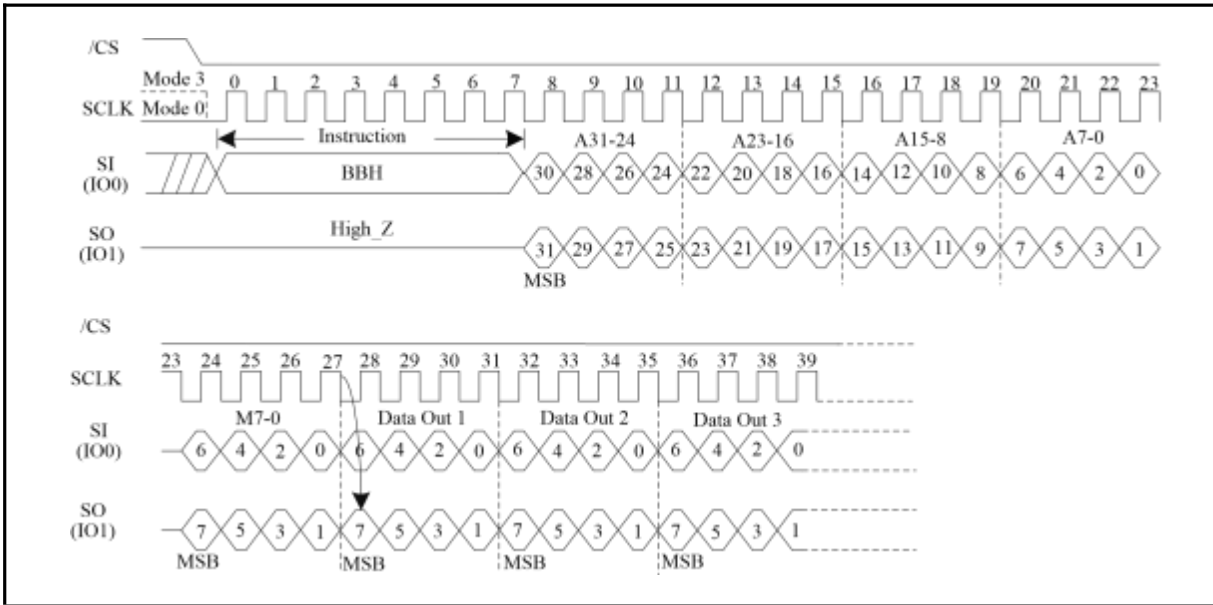 /CS
Mode 3 0 1 2 3 4 5 6 7 8 9 10 11 12 13 14 15 16 17 18 19 20 21 22 23
SCLK Mode 0
Instruction A31-24 A23-16 A15-8 A7-0
SI
(IO0) BBH 30 28 26 24 22 20 18 16 14 12 10 8 6 4 2 0
High_Z
SO
(IO1) 31 29 27 25 23 21 19 17 15 13 11 9 7 5 3 1
MSB
/CS
23 24 25 26 27 28 29 30 31 32 33 34 35 36 37 38 39
SCLK
M7-0 Data Out 1 Data Out 2 Data Out 3
SI
(IO0) 6 4 2 0 6 4 2 0 6 4 2 0 6 4 2 0
SO
(IO1) 7 5 3 1 7 5 3 1 7 5 3 1 7 5 3 1
MSB MSB MSB MSB